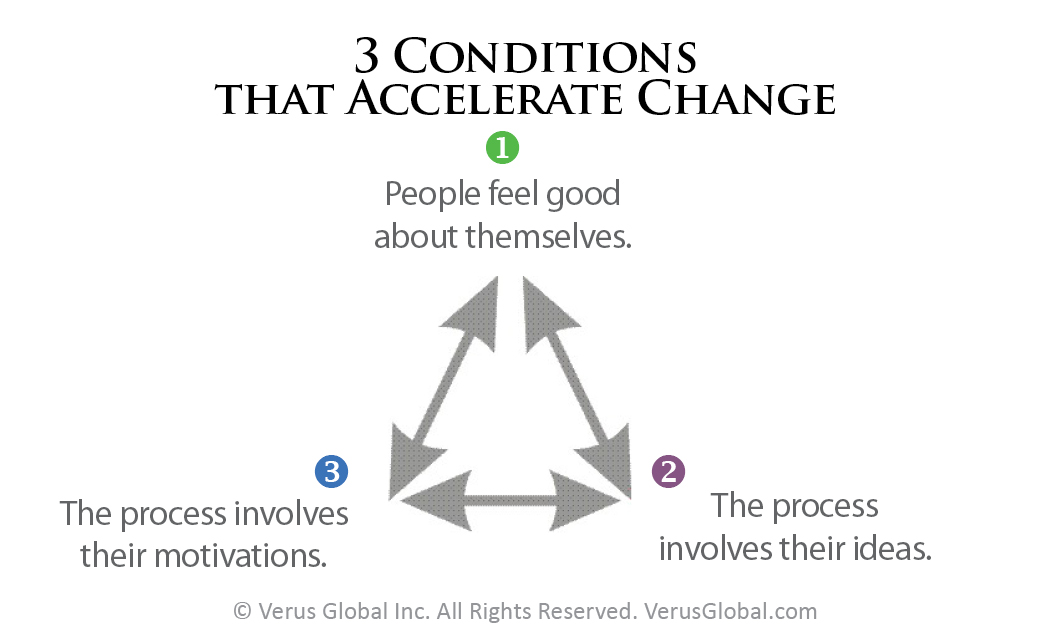 3 Conditions
that Accelerate Change
1
People feel good
about themselves.
3
The process involves
their motivations.
2
The process
involves their ideas.
© Verus Global Inc. All Rights Reserved. VerusGlobal.com